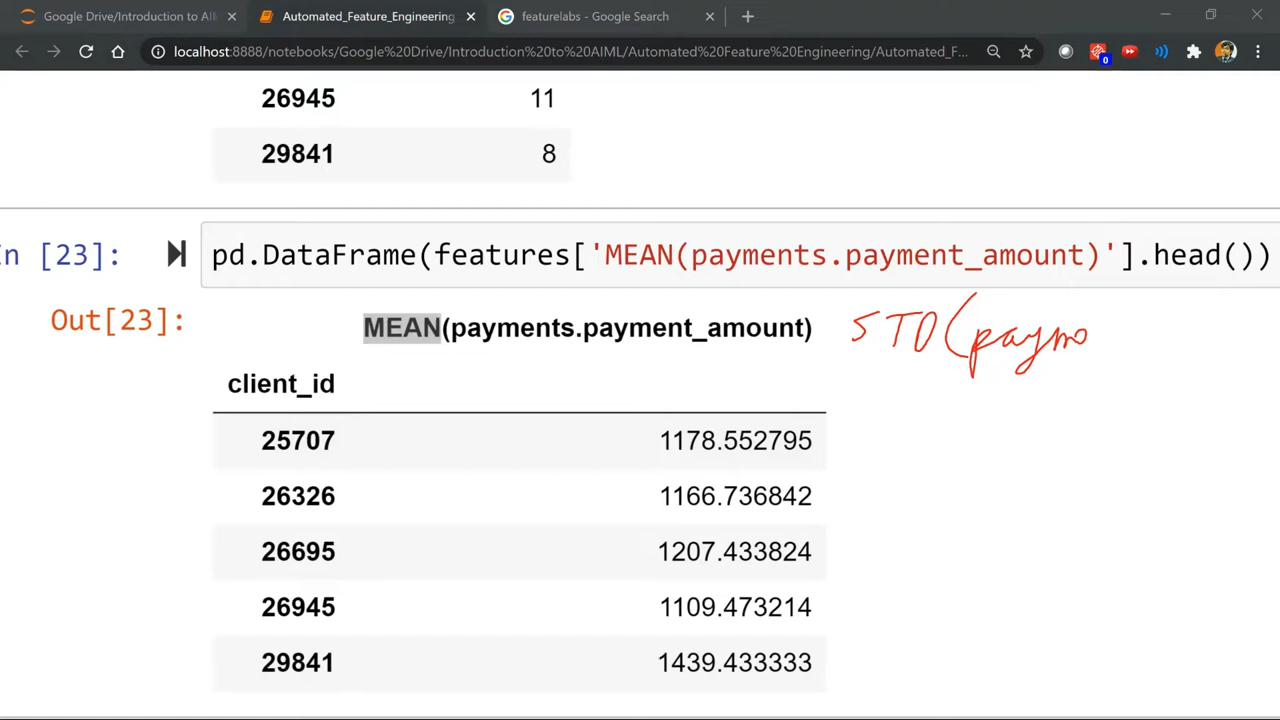 Google Drive/Introduction to AI
Automated_Feature_Engineering
featurelabs - Google Search
localhost:8888/notebooks/Google%20Drive/Introduction%20to%20AIML/Automated%20Feature%20Engineering/Automated_F...
0
26945 11
29841 8
n [23]: pd.DataFrame(features['MEAN(payments.payment_amount)'].head())
Out[23]:
MEAN(payments.payment_amount) STD(paymo
client_id
25707 1178.552795
26326 1166.736842
26695 1207.433824
26945 1109.473214
29841 1439.433333